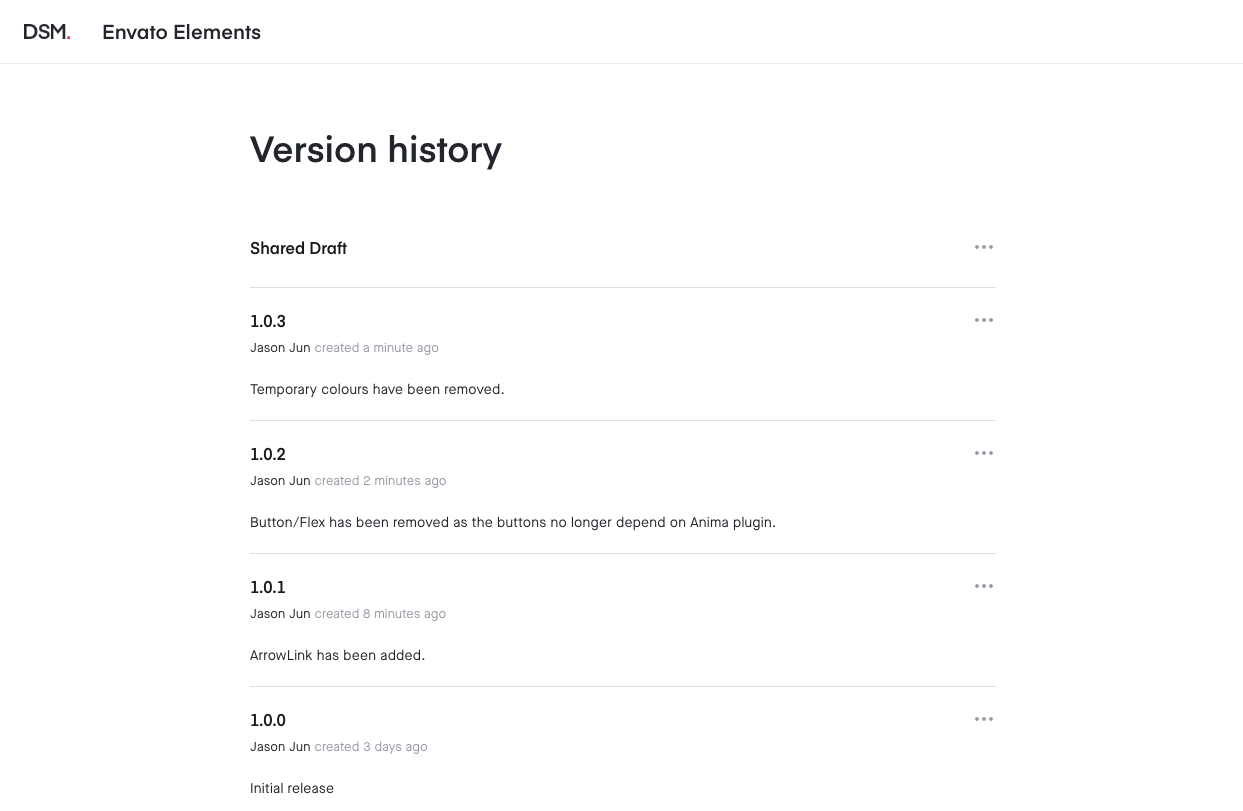 DSM. Envato Elements
Version history
Shared Draft
1.0.3
Jason Jun created a minute ago
Temporary colours have been removed.
1.0.2
Jason Jun created 2 minutes ago
Button/Flex has been removed as the buttons no longer depend on Anima plugin.
1.0.1
Jason Jun created 8 minutes ago
ArrowLink has been added.
1.0.0
Jason Jun created 3 days ago
Initial release